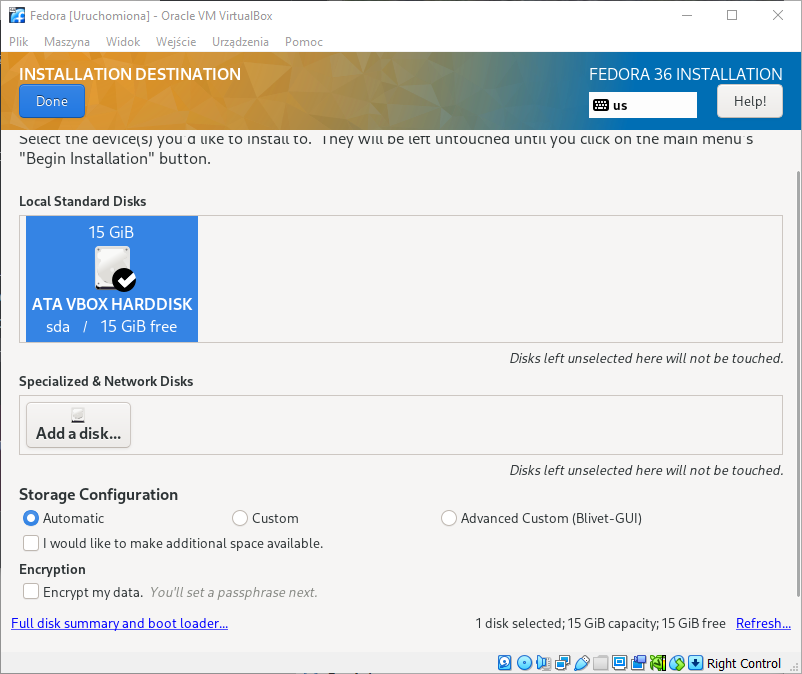 Fedora [Uruchomiona] - Oracle VM VirtualBox
Plik Maszyna Widok Wejście Urządzenia Pomoc
INSTALLATION DESTINATION
Done
FEDORA 36 INSTALLATION
us
Help!
Select the device(s) you'd like to install to. They will be left untouched until you click on the main menu's
"Begin Installation" button.
Local Standard Disks
15 GiB
ATA VBOX HARDDISK
sda / 15 GiB free
Disks left unselected here will not be touched.
Specialized & Network Disks
Add a disk...
Disks left unselected here will not be touched.
Storage Configuration
Automatic Custom Advanced Custom (Blivet-GUI)
I would like to make additional space available.
Encryption
Encrypt my data. You'll set a passphrase next.
Full disk summary and boot loader... 1 disk selected; 15 GiB capacity; 15 GiB free Refresh...
Right Control